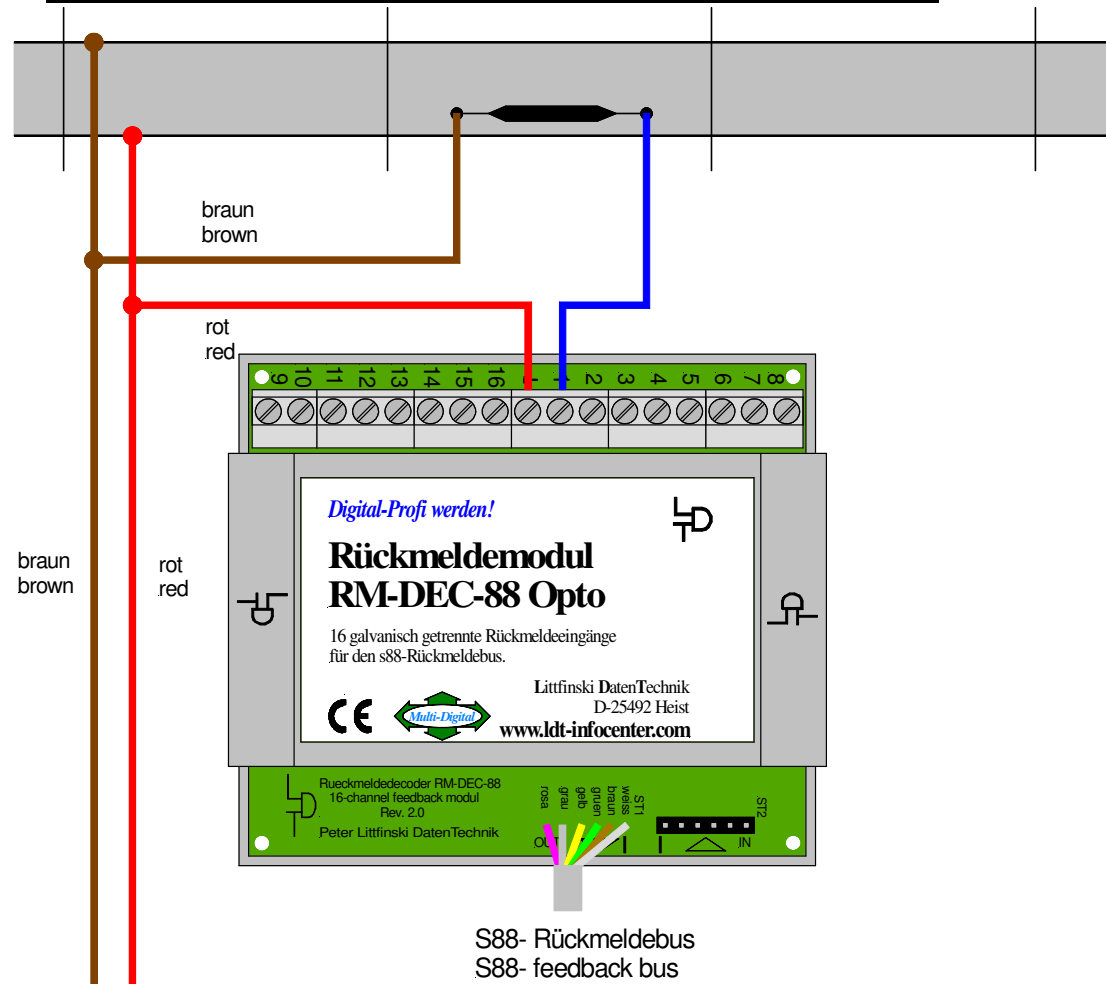 braun
brown
rot
red
9 10 11 12 13 14 15 16 1 2 3 4 5 6 7 8
Digital-Profi werden!
Rückmeldemodul
RM-DEC-88 Opto
16 galvanisch getrennte Rückmeldeeingänge
für den s88-Rückmeldebus.
Littfinski DatenTechnik
D-25492 Heist
www.ldt-infocenter.com
CE
Multi-Digital
braun
brown
rot
red
Rueckmeldedecoder RM-DEC-88
16-channel feedback modul
Rev. 2.0
Peter Littfinski DatenTechnik
rosa
grau
gelb
gruen
braun
weiss
ST1
ST2
IN
S88- Rückmeldebus
S88- feedback bus